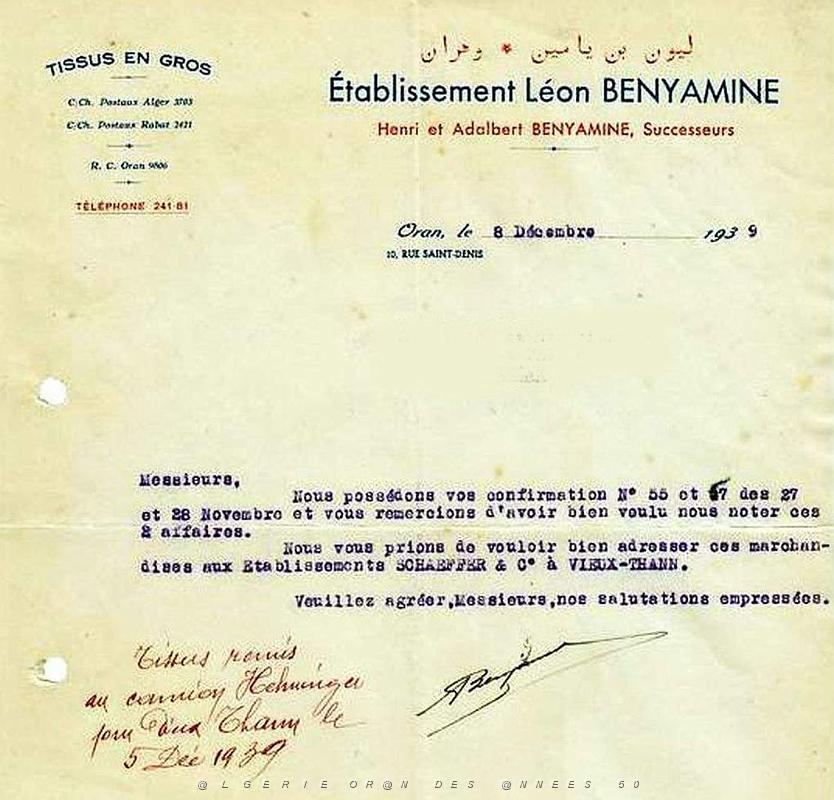 TISSUS EN GROS
C. Ch. Postaux Alger 3703
C. Ch. Postaux Rabat 2421
R. C. Oran 9806
TÉLÉPHONE 241-81
ليون بن يامين * وهران
Établissement Léon BENYAMINE
Henri et Adalbert BENYAMINE, Successeurs
Oran, le 8 Décembre 1939
10, RUE SAINT-DENIS
Messieurs,
Nous possédons vos confirmation N° 55 et 57 des 27
et 28 Novembre et vous remercions d'avoir bien voulu nous noter ces
2 affaires.
Nous vous prions de vouloir bien adresser ces marchan-
dises aux Etablissements SCHAEFFER & C° à VIEUX-THANN.
Veuillez agréer,Messieurs,nos salutations empressées.
Tissus remis
au camion
pour Thann le
5 Déc 1939
@LGERIE OR@N DES @NNEES 50